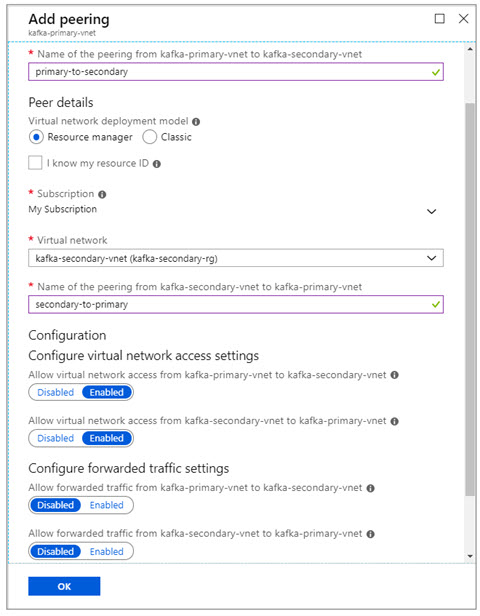 Add peering
kafka-primary-vnet
* Name of the peering from kafka-primary-vnet to kafka-secondary-vnet
primary-to-secondary
Peer details
Virtual network deployment model
Resource manager Classic
I know my resource ID
* Subscription
My Subscription
* Virtual network
kafka-secondary-vnet (kafka-secondary-rg)
* Name of the peering from kafka-secondary-vnet to kafka-primary-vnet
secondary-to-primary
Configuration
Configure virtual network access settings
Allow virtual network access from kafka-primary-vnet to kafka-secondary-vnet
Disabled Enabled
Allow virtual network access from kafka-secondary-vnet to kafka-primary-vnet
Disabled Enabled
Configure forwarded traffic settings
Allow forwarded traffic from kafka-primary-vnet to kafka-secondary-vnet
Disabled Enabled
Allow forwarded traffic from kafka-secondary-vnet to kafka-primary-vnet
Disabled Enabled
OK